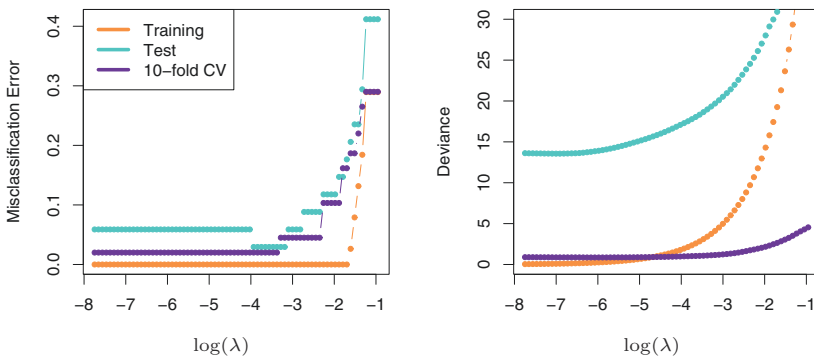 Misclassification Error
0.0 0.1 0.2 0.3 0.4
Training
Test
10−fold CV
−8 −7 −6 −5 −4 −3 −2 −1
log(λ)
Deviance
0 5 10 15 20 25 30
−8 −7 −6 −5 −4 −3 −2 −1
log(λ)